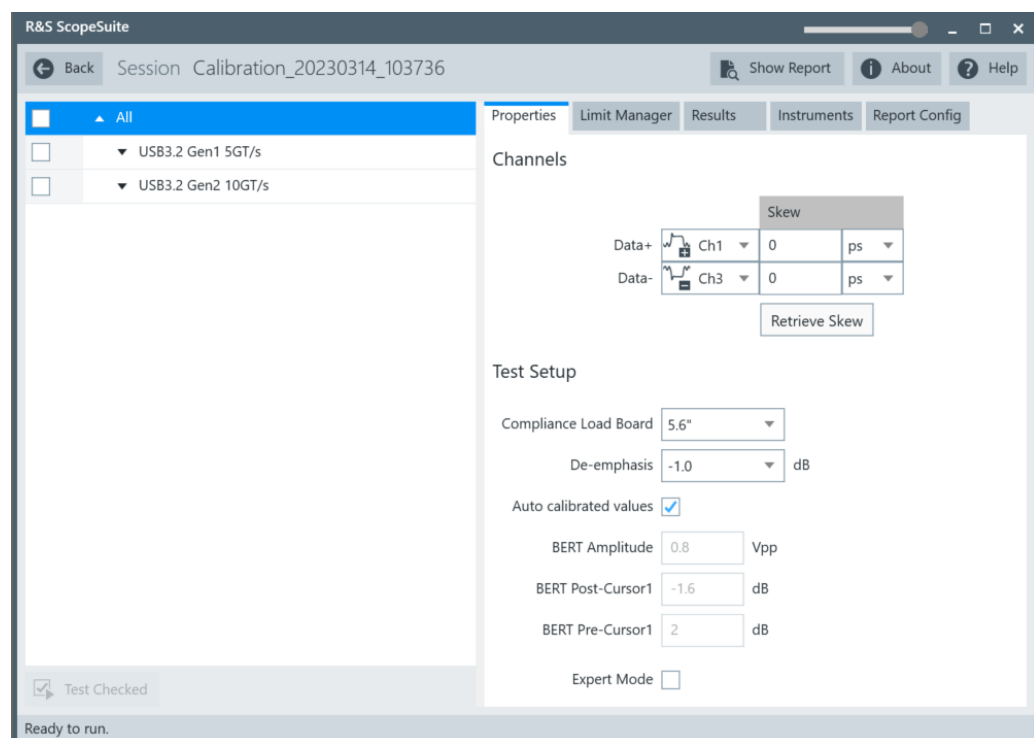 R&S ScopeSuite
Back Session Calibration_20230314_103736 Show Report About Help
All
USB3.2 Gen1 5GT/s
USB3.2 Gen2 10GT/s
Properties Limit Manager Results Instruments Report Config
Channels
Skew
Data+ Ch1 0 ps
Data- Ch3 0 ps
Retrieve Skew
Test Setup
Compliance Load Board 5.6"
De-emphasis -1.0 dB
Auto calibrated values
BERT Amplitude 0.8 Vpp
BERT Post-Cursor1 -1.6 dB
BERT Pre-Cursor1 2 dB
Expert Mode
Test Checked
Ready to run.